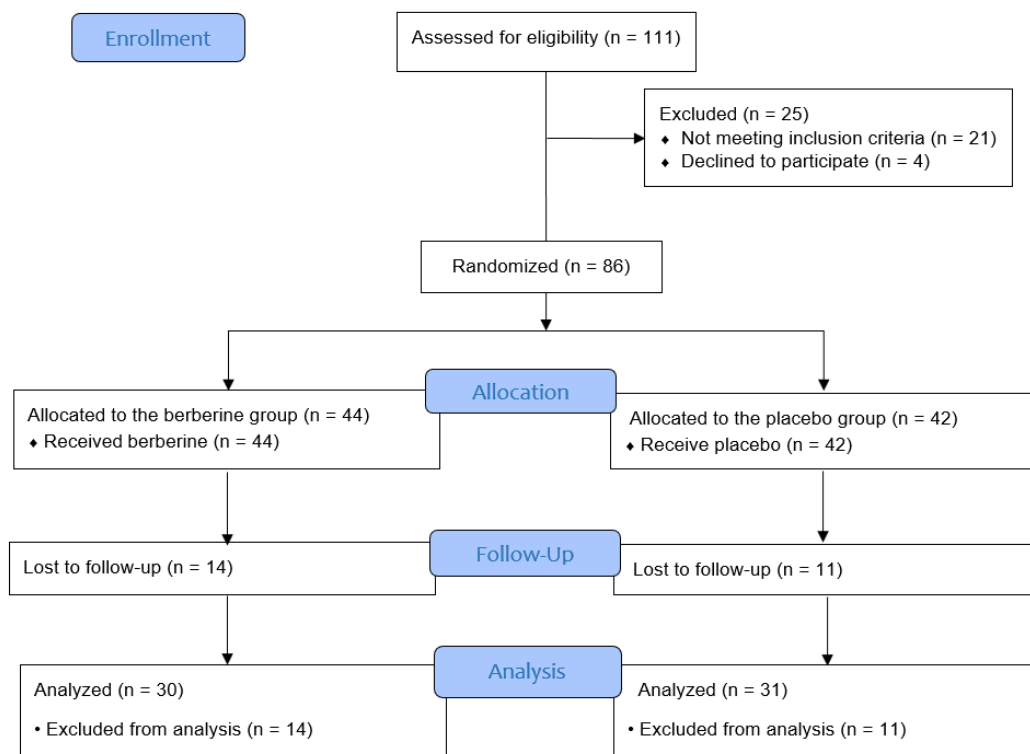 Enrollment
Assessed for eligibility (n = 111)
Excluded (n = 25)
♦ Not meeting inclusion criteria (n = 21)
♦ Declined to participate (n = 4)
Randomized (n = 86)
Allocation
Allocated to the berberine group (n = 44)
♦ Received berberine (n = 44)
Allocated to the placebo group (n = 42)
♦ Receive placebo (n = 42)
Follow-Up
Lost to follow-up (n = 14)
Lost to follow-up (n = 11)
Analysis
Analyzed (n = 30)
• Excluded from analysis (n = 14)
Analyzed (n = 31)
• Excluded from analysis (n = 11)